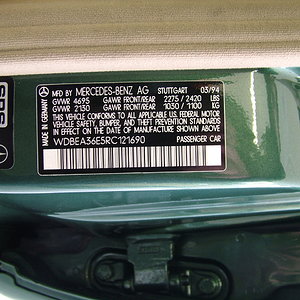 MADE IN GERMANY
MFD BY MERCEDES-BENZ AG STUTTGART 03/94
GVWR 4695 GAWR FRONT/REAR 2275/2420 LBS
GVWR 2130 GAWR FRONT/REAR 1030/1100 KG
THIS VEHICLE CONFORMS TO ALL APPLICABLE
U.S. FEDERAL MOTOR VEHICLE SAFETY, BUMPER,
AND THEFT PREVENTION STANDARDS IN EFFECT
ON THE DATE OF MANUFACTURE SHOWN ABOVE.
WDBEA36E5RC121690 PASSENGER CAR
SRS